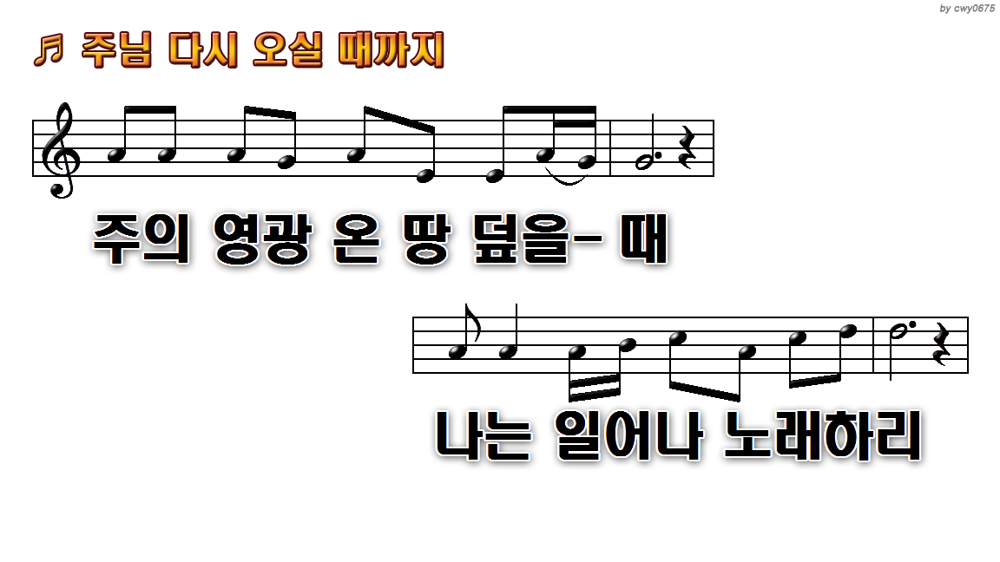 by cwy0675
♬ 주님 다시 오실 때까지
주의 영광 온 땅 덮을- 때
나는 일어나 노래하리